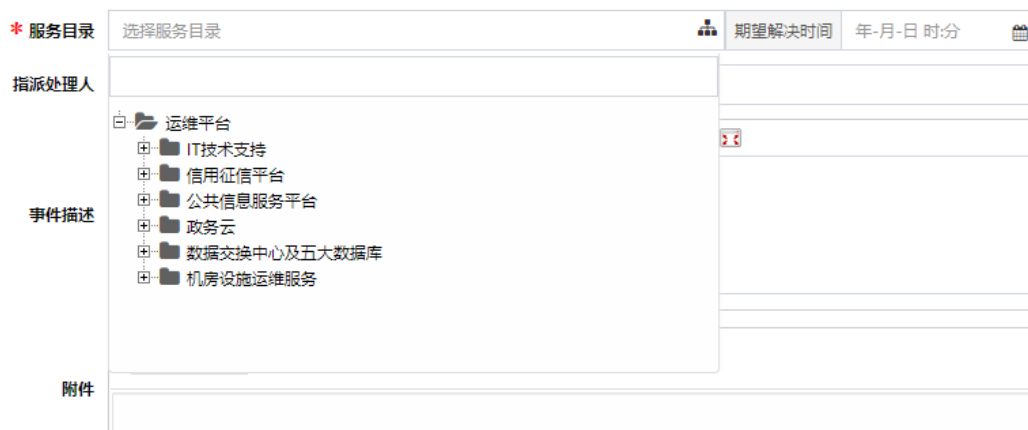 * 服务目录 选择服务目录 期望解决时间 年-月-日 时:分
指派处理人
运维平台
IT技术支持
信用征信平台
公共信息服务平台
政务云
事件描述
数据交换中心及五大数据库
机房设施运维服务
附件